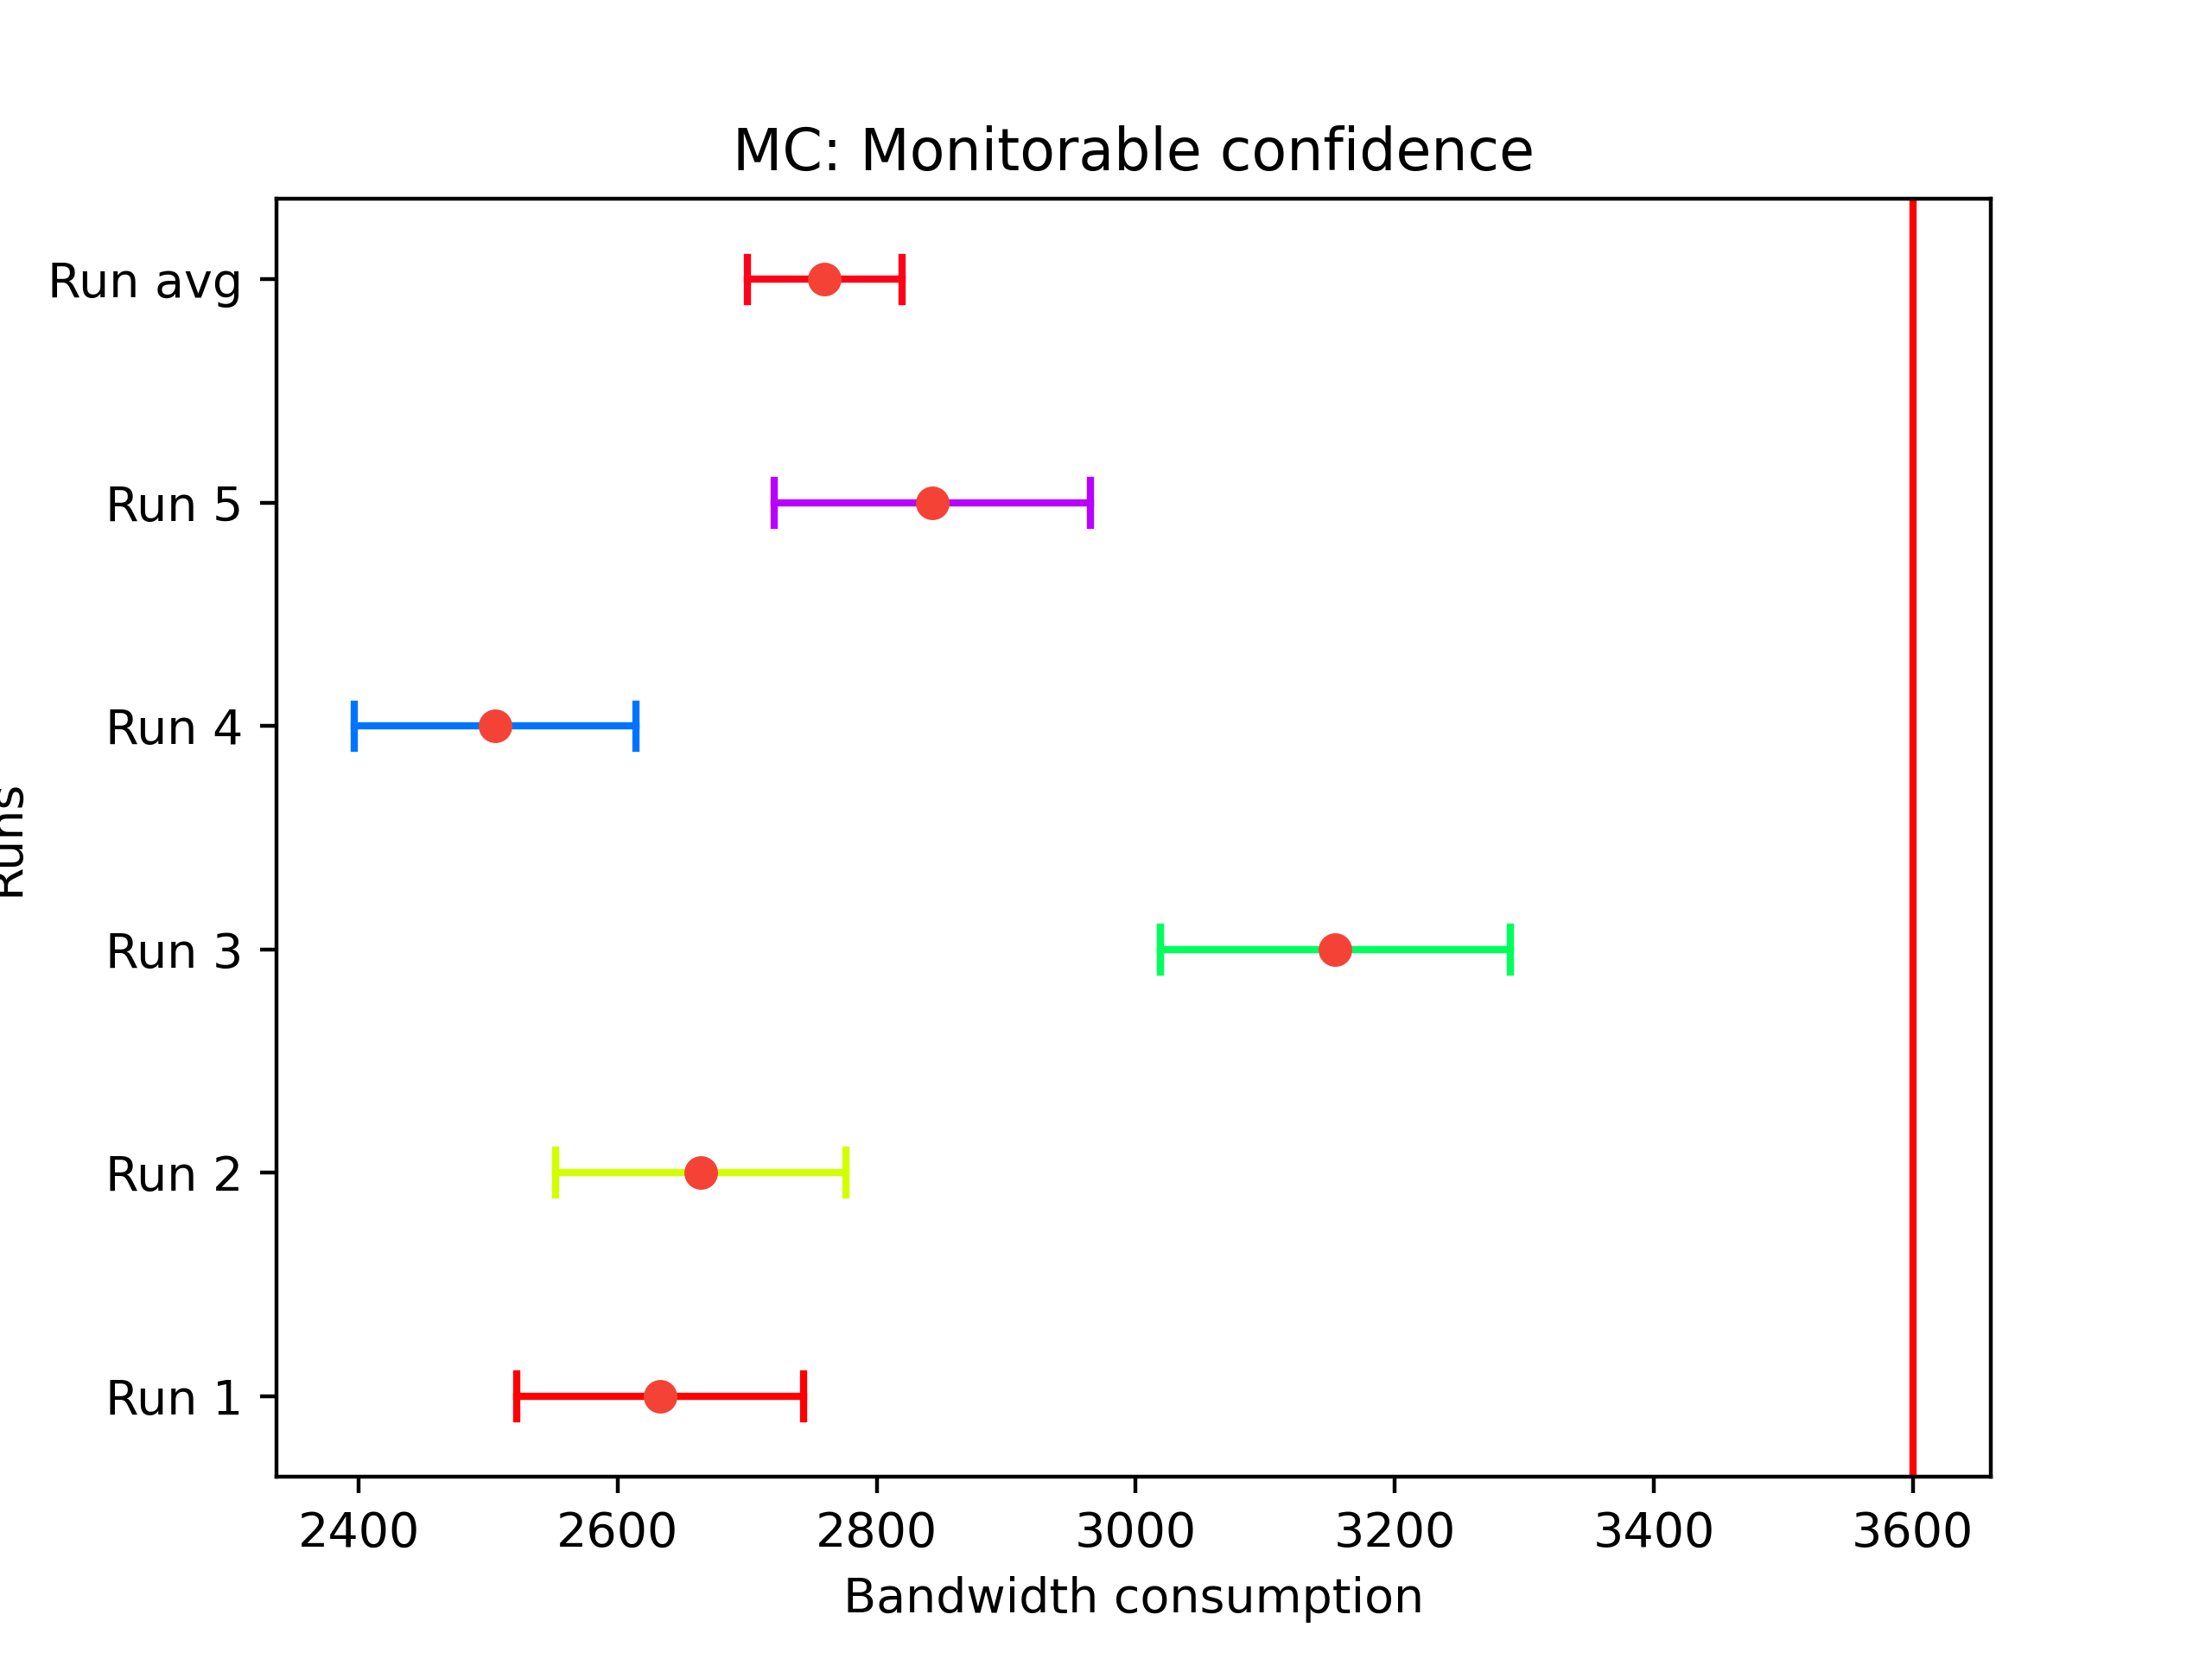 MC: Monitorable confidence
Run avg
Run 5
Run 4
Runs
Run 3
Run 2
Run 1
2400 2600 2800 3000 3200 3400 3600
Bandwidth consumption